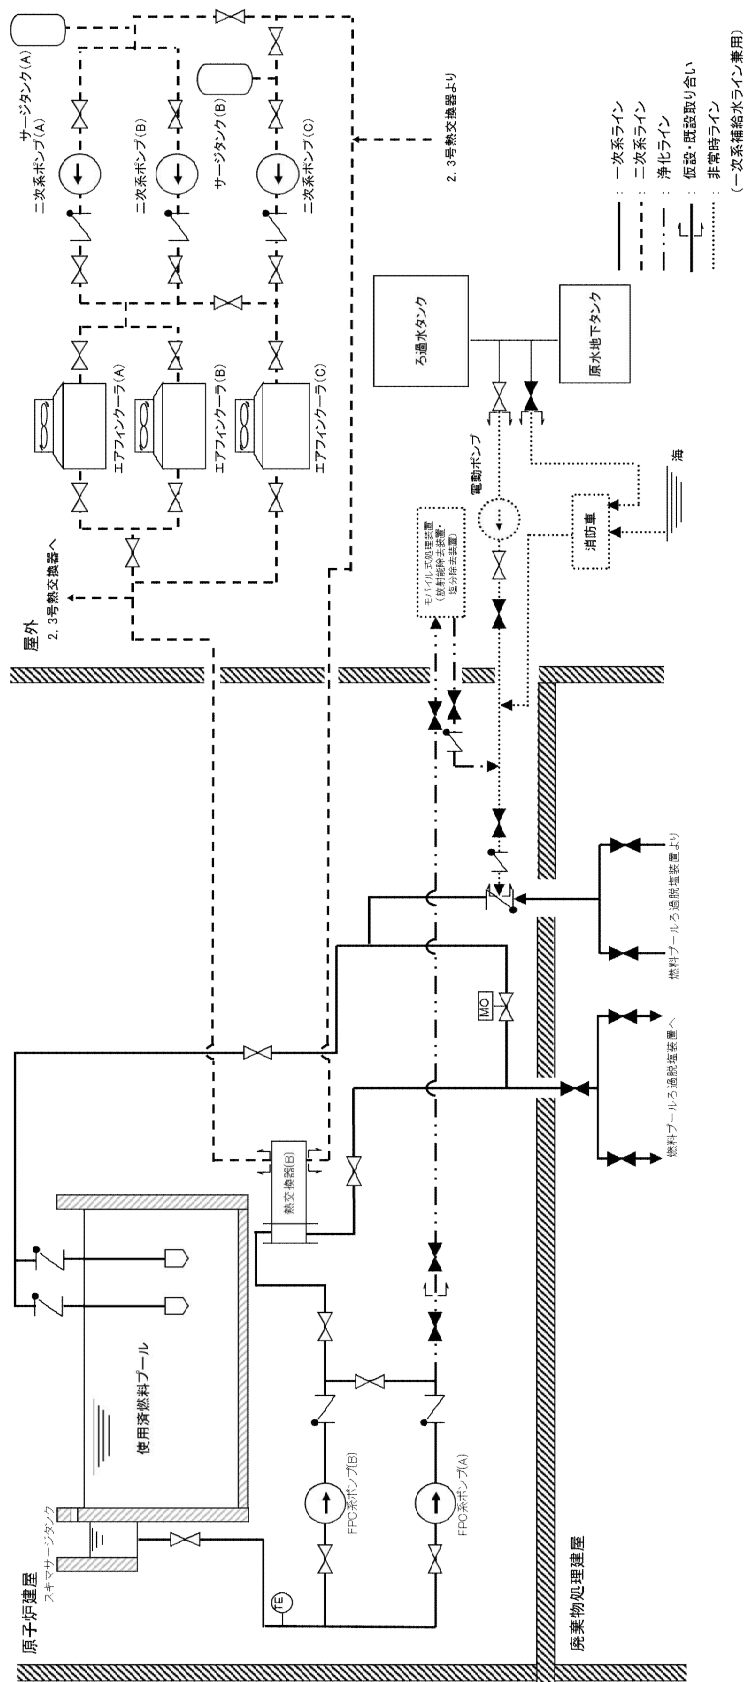 原子炉建屋
スキマサージタンク
使用済燃料プール
TE
FPC系ポンプ(B)
FPC系ポンプ(A)
熱交換器(B)
MO
燃料プールろ過脱塩装置へ
燃料プールろ過脱塩装置より
廃棄物処理建屋
屋外
2, 3号熱交換器へ
エアフィンクーラ(A)
エアフィンクーラ(B)
エアフィンクーラ(C)
サージタンク(A)
二次系ポンプ(A)
二次系ポンプ(B)
サージタンク(B)
二次系ポンプ(C)
2, 3号熱交換器より
モバイル式処理装置
(放射能除去装置・
塩分除去装置)
電動ポンプ
ろ過水タンク
原水地下タンク
消防車
海
: 一次系ライン
: 二次系ライン
: 浄化ライン
: 仮設・既設取り合い
: 非常時ライン
(一次系補給水ライン兼用)